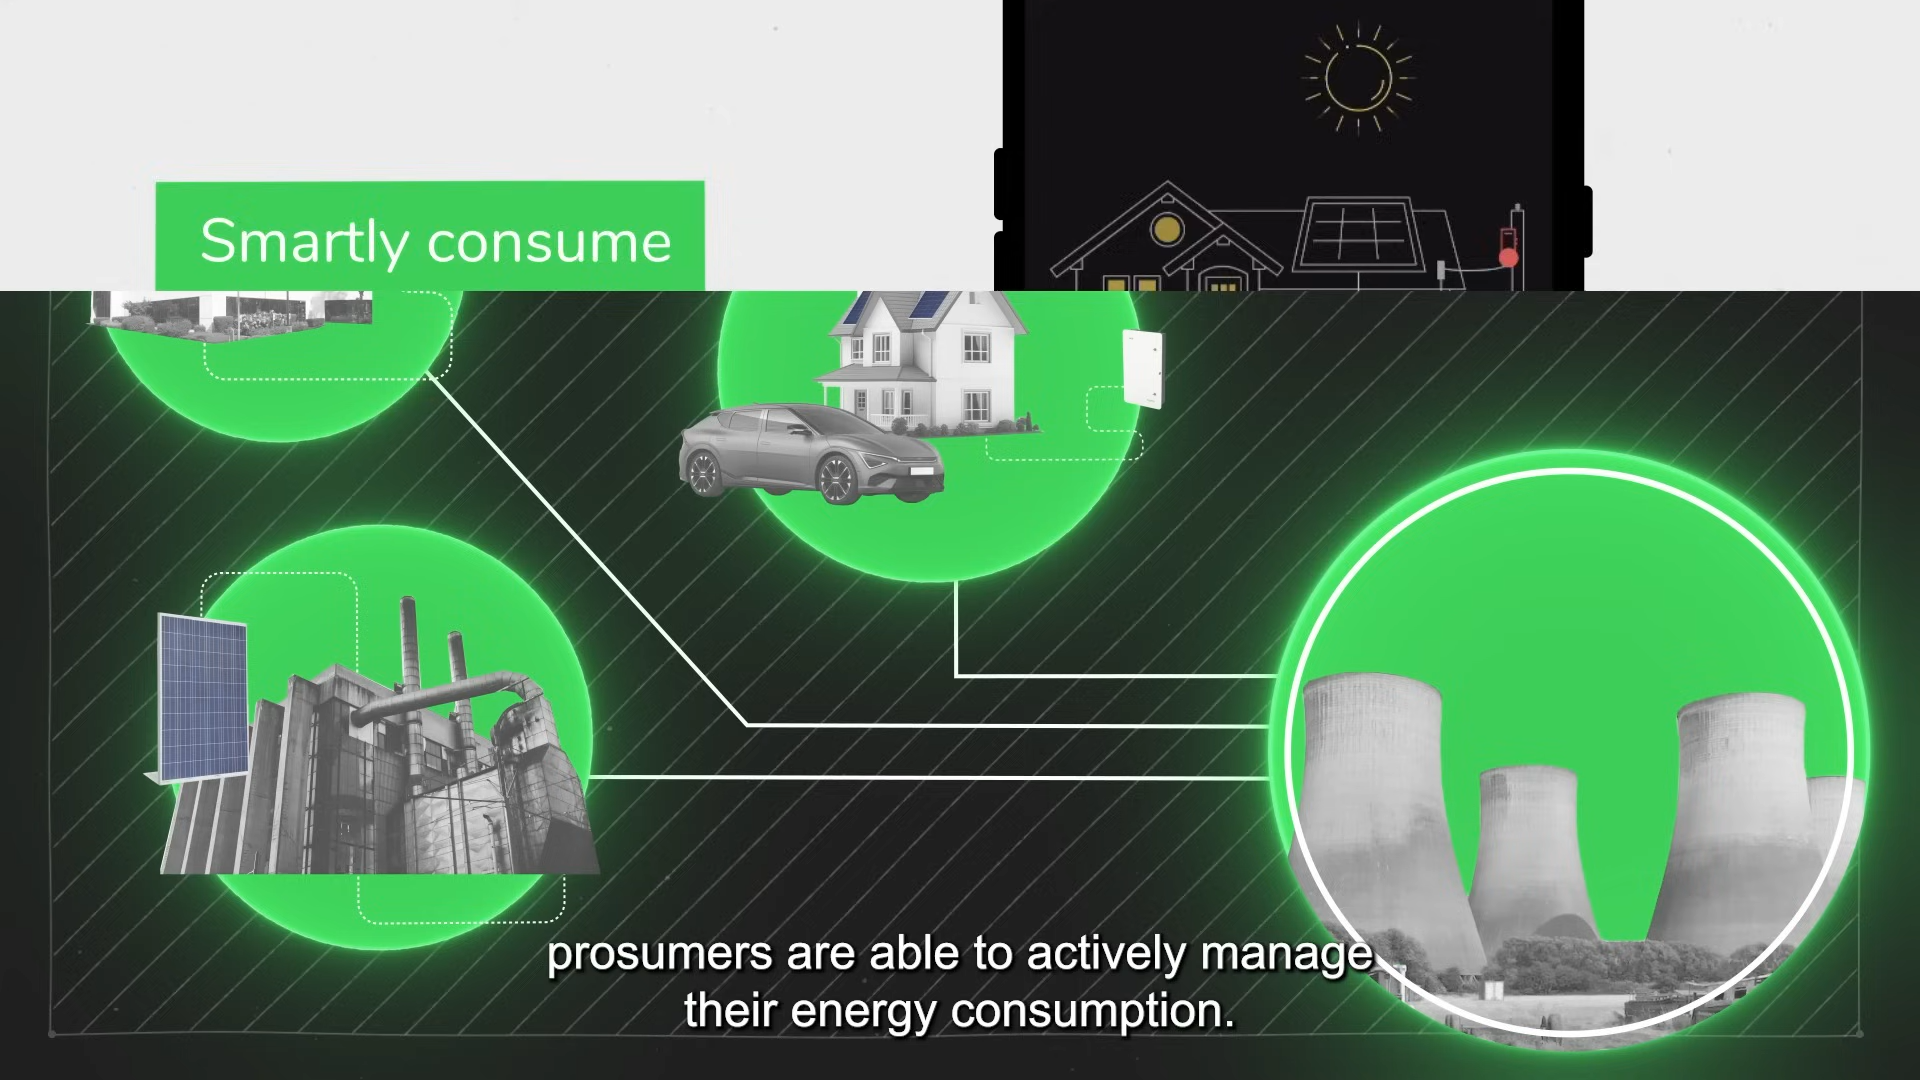 Smartly consume
prosumers are able to actively manage
their energy consumption.